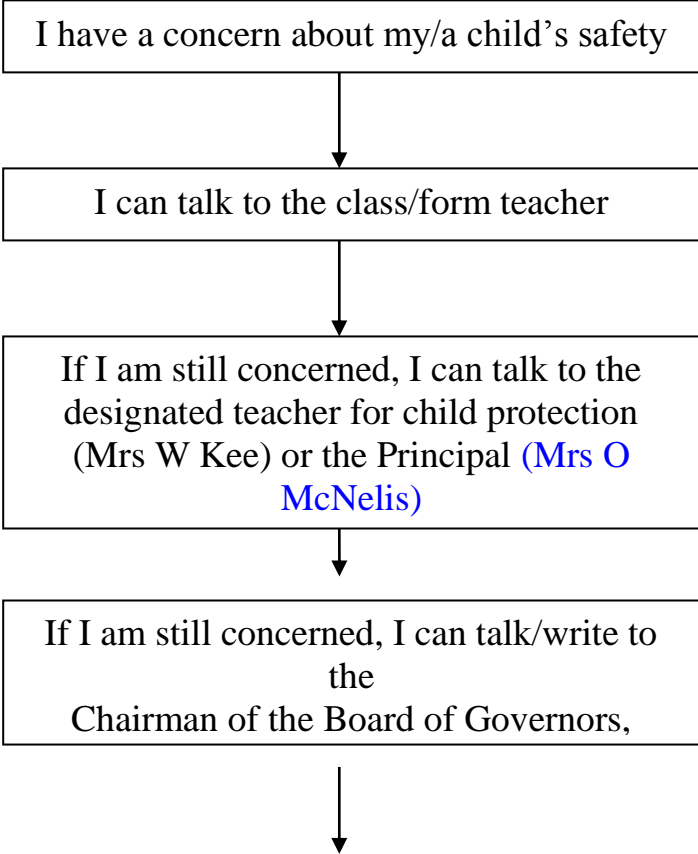 I have a concern about my/a child’s safety
I can talk to the class/form teacher
If I am still concerned, I can talk to the
designated teacher for child protection
(Mrs W Kee) or the Principal (Mrs O
McNelis)
If I am still concerned, I can talk/write to
the
Chairman of the Board of Governors,